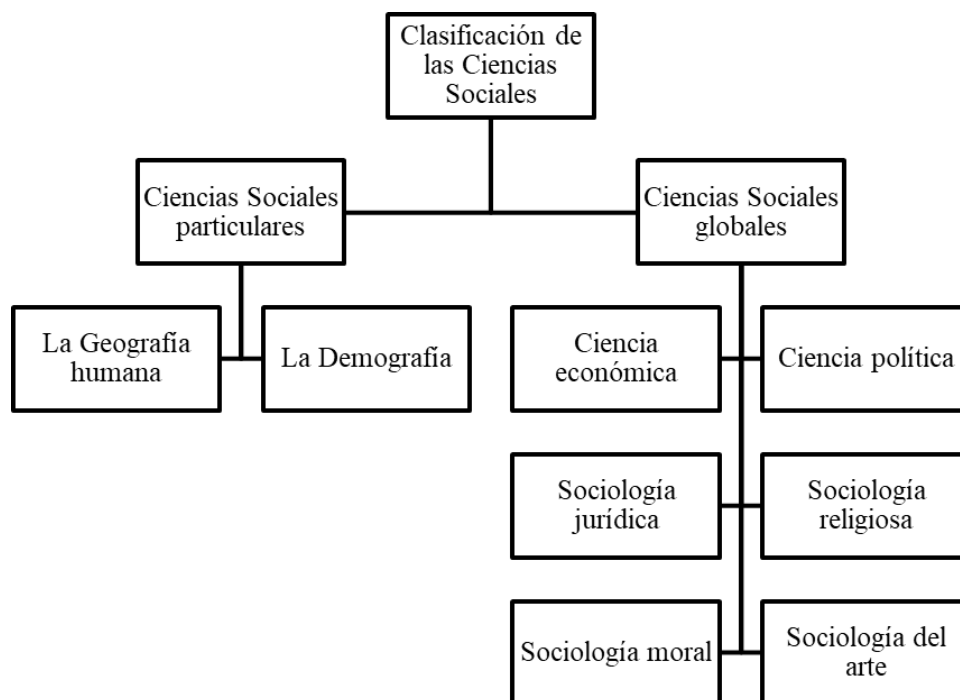 Clasificación de
las Ciencias
Sociales
Ciencias Sociales
particulares
Ciencias Sociales
globales
La Geografía
humana
La Demografía
Ciencia
económica
Ciencia política
Sociología
jurídica
Sociología
religiosa
Sociología moral
Sociología del
arte